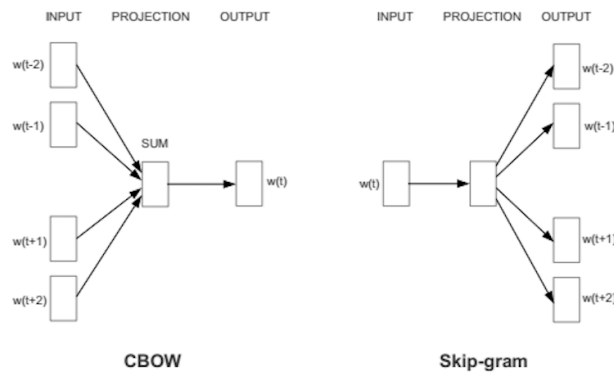 INPUT PROJECTION OUTPUT
w(t-2)
w(t-1)
SUM
w(t)
w(t+1)
w(t+2)
CBOW
INPUT PROJECTION OUTPUT
w(t-2)
w(t-1)
w(t)
w(t+1)
w(t+2)
Skip-gram